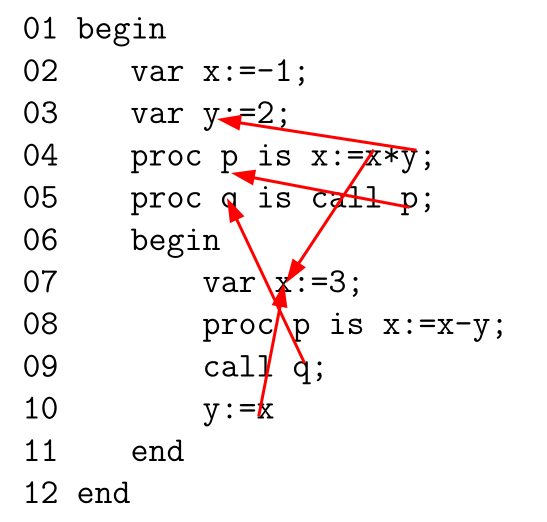 01 begin
02 var x:=-1;
03 var y:=2;
04 proc p is x:=x*y;
05 proc q is call p;
06 begin
07 var x:=3;
08 proc p is x:=x-y;
09 call q;
10 y:=x
11 end
12 end